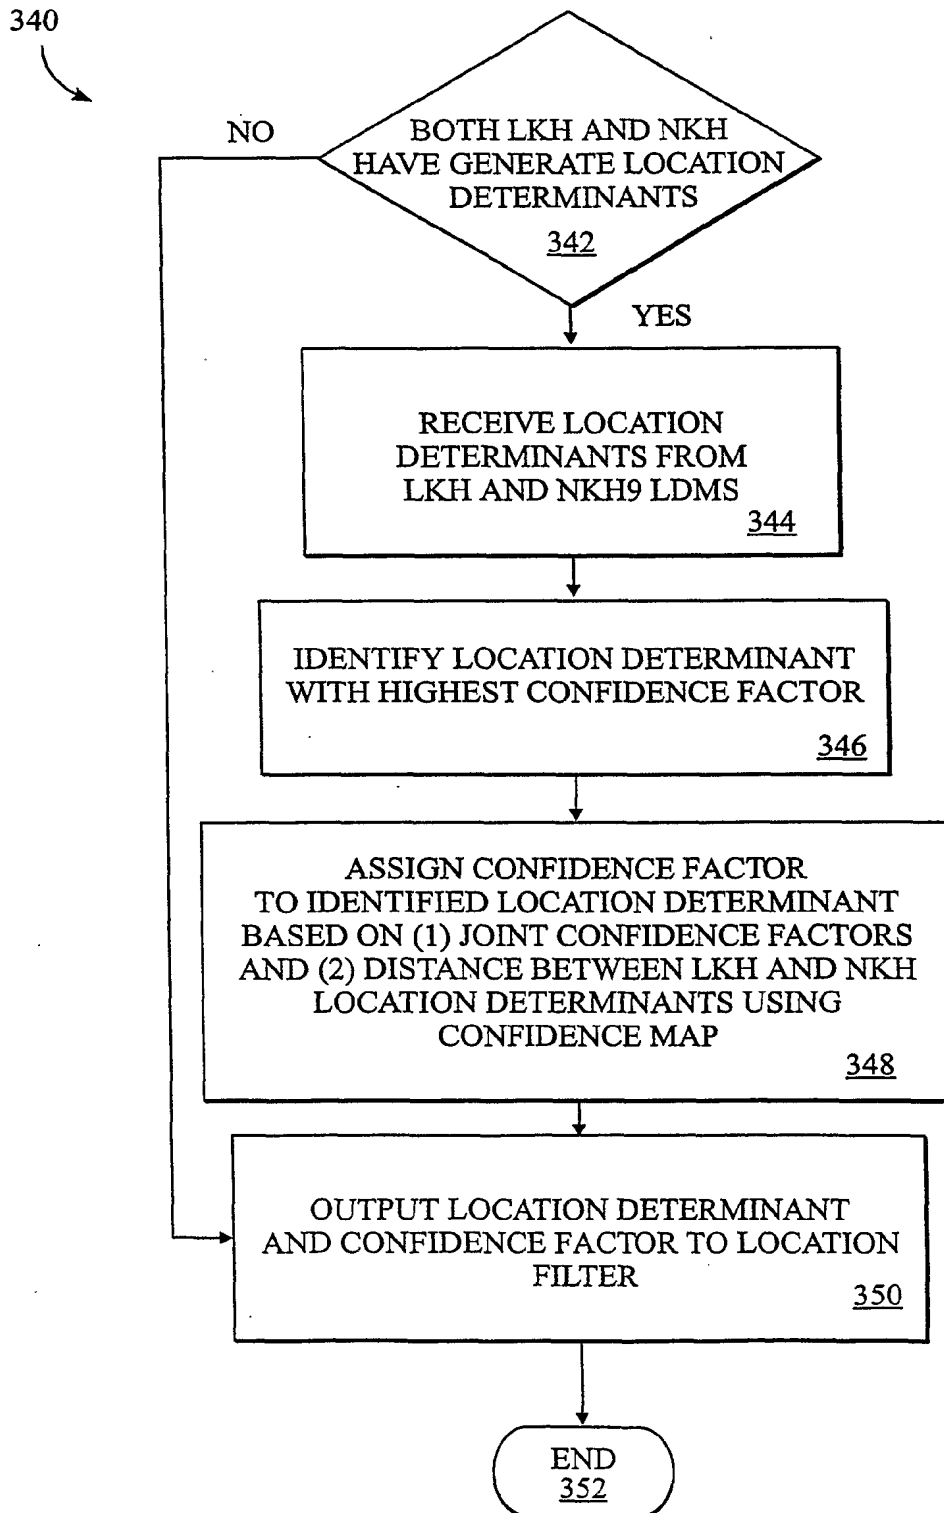 340
NO
BOTH LKH AND NKH
HAVE GENERATE LOCATION
DETERMINANTS
342
YES
RECEIVE LOCATION
DETERMINANTS FROM
LKH AND NKH9 LDMS
344
IDENTIFY LOCATION DETERMINANT
WITH HIGHEST CONFIDENCE FACTOR
346
ASSIGN CONFIDENCE FACTOR
TO IDENTIFIED LOCATION DETERMINANT
BASED ON (1) JOINT CONFIDENCE FACTORS
AND (2) DISTANCE BETWEEN LKH AND NKH
LOCATION DETERMINANTS USING
CONFIDENCE MAP
348
OUTPUT LOCATION DETERMINANT
AND CONFIDENCE FACTOR TO LOCATION
FILTER
350
END
352